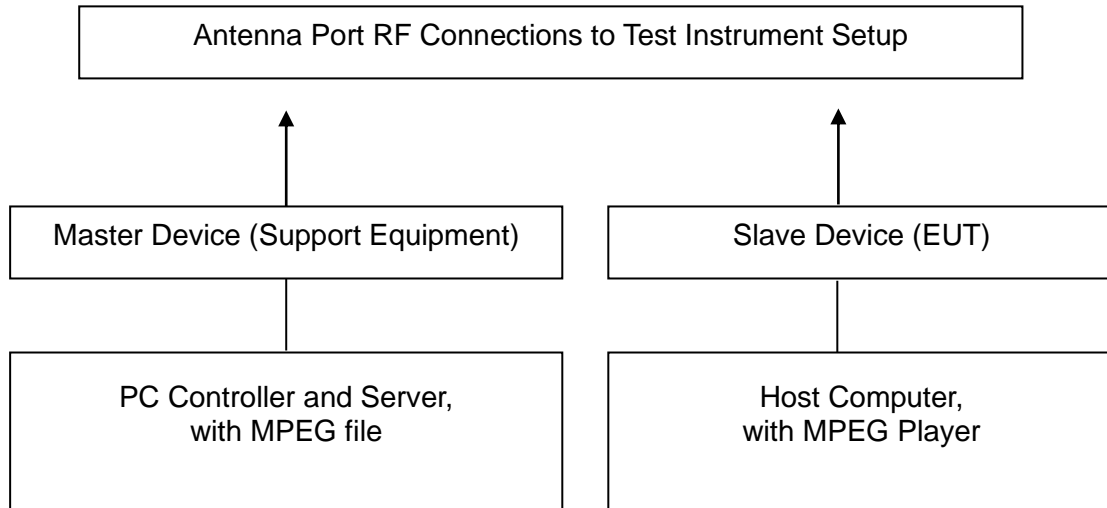 Antenna Port RF Connections to Test Instrument Setup
Master Device (Support Equipment)
Slave Device (EUT)
PC Controller and Server,
with MPEG file
Host Computer,
with MPEG Player